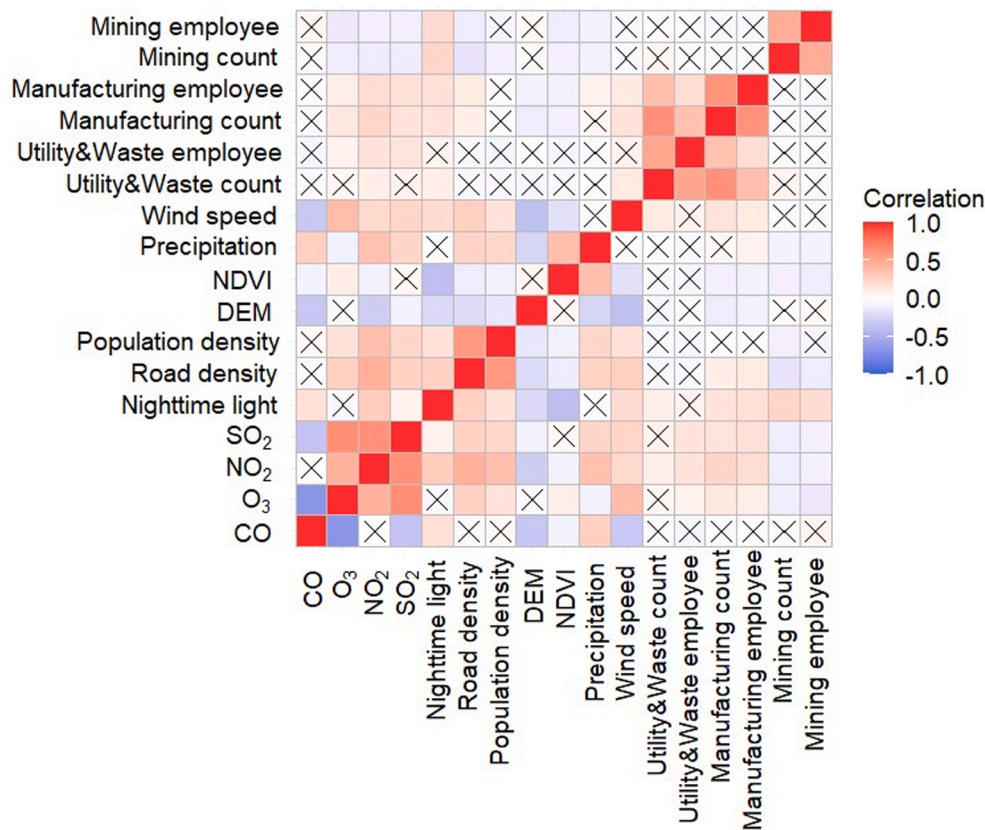 Mining employee
Mining count
Manufacturing employee
Manufacturing count
Utility&Waste employee
Utility&Waste count
Wind speed
Precipitation
NDVI
DEM
Population density
Road density
Nighttime light
SO₂
NO₂
O₃
CO
CO
O₃
NO₂
SO₂
Nighttime light
Road density
Population density
DEM
NDVI
Precipitation
Wind speed
Utility&Waste count
Utility&Waste employee
Manufacturing count
Manufacturing employee
Mining count
Mining employee
Correlation
1.0
0.5
0.0
-0.5
-1.0